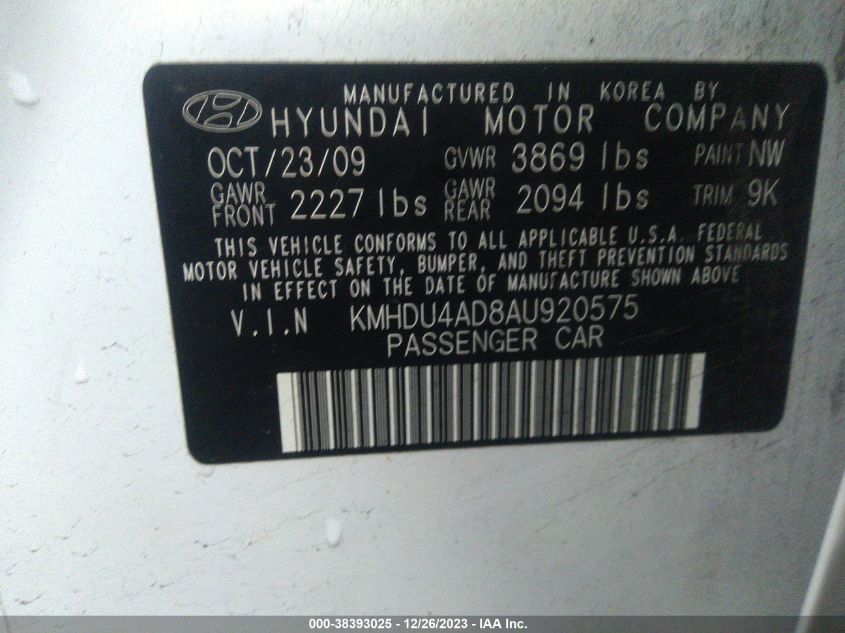 MANUFACTURED IN KOREA BY
HYUNDAI MOTOR COMPANY
OCT/23/09 GVWR 3869 lbs PAINT NW
GAWR FRONT 2227 lbs GAWR REAR 2094 lbs TRIM 9K
THIS VEHICLE CONFORMS TO ALL APPLICABLE U.S.A. FEDERAL
MOTOR VEHICLE SAFETY, BUMPER, AND THEFT PREVENTION STANDARDS
IN EFFECT ON THE DATE OF MANUFACTURE SHOWN ABOVE
V.I.N KMHDU4AD8AU920575
PASSENGER CAR
000-38393025 - 12/26/2023 - IAA Inc.